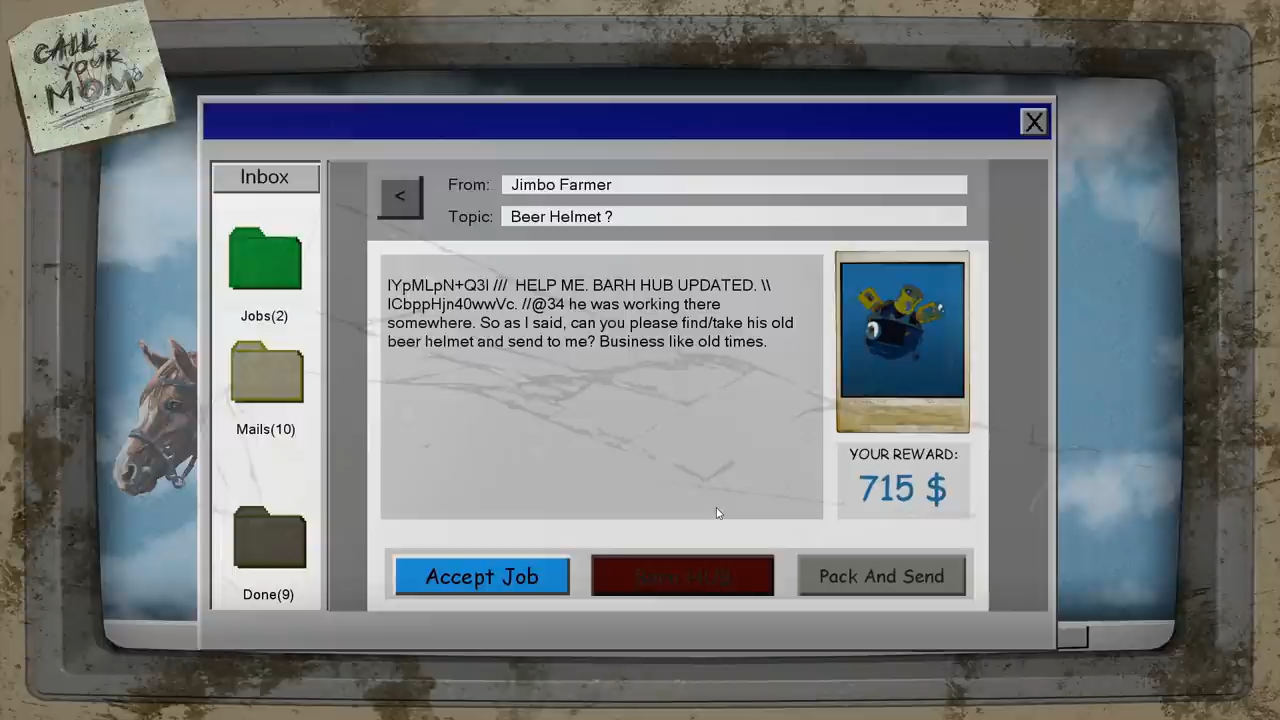 CALL
YOUR
MOM
X
Inbox
< From: Jimbo Farmer
Topic: Beer Helmet ?
lYpMLpN+Q3l /// HELP ME. BARH HUB UPDATED. \\
lCbppHjn40wwVc. //@34 he was working there
somewhere. So as I said, can you please find/take his old
beer helmet and send to me? Business like old times.
Jobs(2)
Mails(10)
Done(9)
YOUR REWARD:
715 $
Accept Job
Barn Hub
Pack And Send